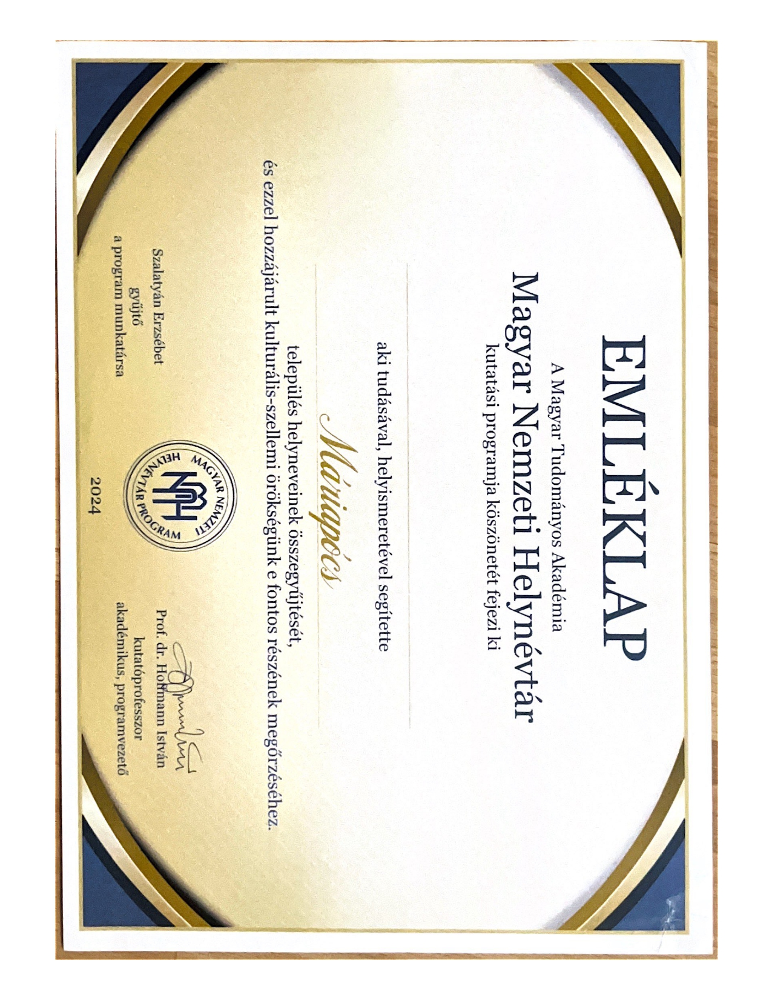 EMLÉKLAP
A Magyar Tudományos Akadémia
Magyar Nemzeti Helynévtár
kutatási programja köszönetét fejezi ki
aki tudásával, helyismeretével segítette
Máriapócs
település helyneveinek összegyűjtését,
és ezzel hozzájárult kulturális-szellemi örökségünk e fontos részének megőrzéséhez.
Szalatyán Erzsébet
gyűjtő
a program munkatársa
MAGYAR NEMZETI
HELYNÉVTÁR PROGRAM
MNH
2024
Prof. dr. Hoffmann István
kutatóprofesszor
akadémikus, programvezető